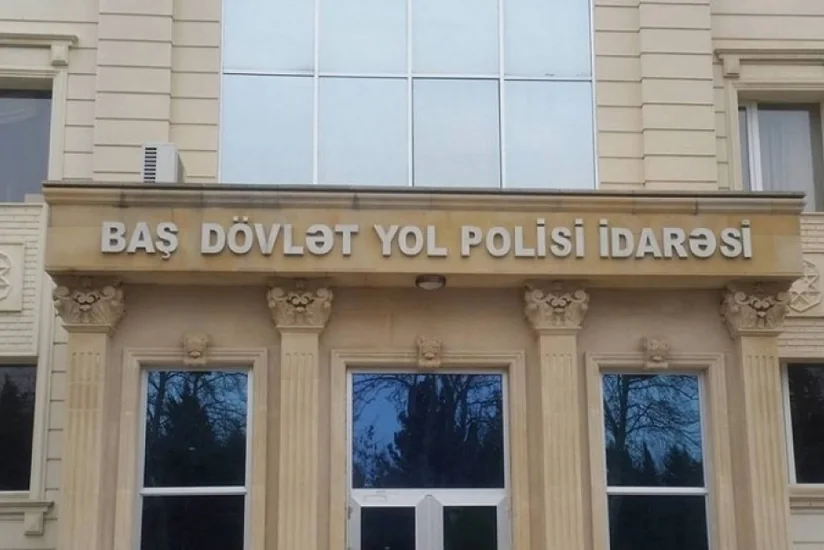 BAŞ DÖVLƏT YOL POLİSİ İDARƏSİ